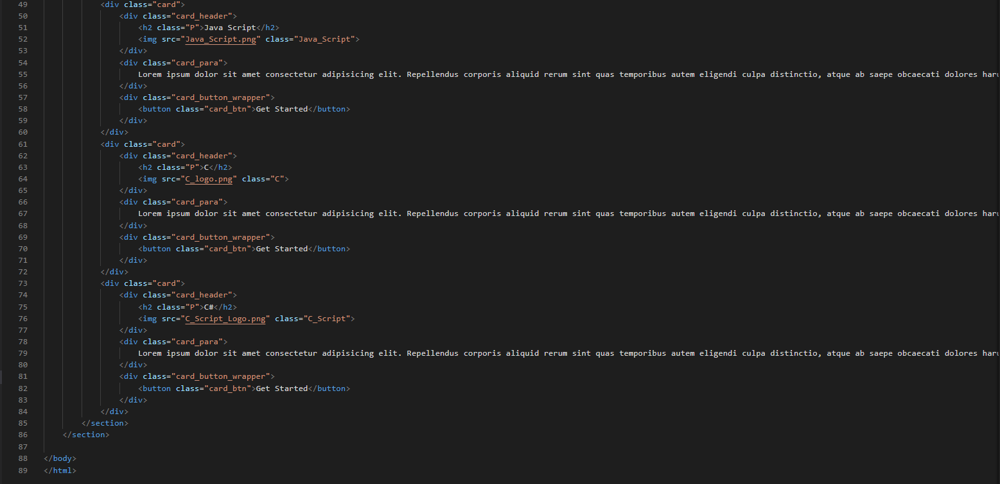 49 <div class="card">
50 <div class="card_header">
51 <h2 class="P">Java Script</h2>
52 <img src="Java_Script.png" class="Java_Script">
53 </div>
54 <div class="card_para">
55 Lorem ipsum dolor sit amet consectetur adipisicing elit. Repellendus corporis aliquid rerum sint quas temporibus autem eligendi culpa distinctio, atque ab saepe obcaecati dolores
56 </div>
57 <div class="card_button_wrapper">
58 <button class="card_btn">Get Started</button>
59 </div>
60 </div>
61 <div class="card">
62 <div class="card_header">
63 <h2 class="P">C</h2>
64 <img src="C_logo.png" class="C">
65 </div>
66 <div class="card_para">
67 Lorem ipsum dolor sit amet consectetur adipisicing elit. Repellendus corporis aliquid rerum sint quas temporibus autem eligendi culpa distinctio, atque ab saepe obcaecati dolores
68 </div>
69 <div class="card_button_wrapper">
70 <button class="card_btn">Get Started</button>
71 </div>
72 </div>
73 <div class="card">
74 <div class="card_header">
75 <h2 class="P">C#</h2>
76 <img src="C_Script_Logo.png" class="C_Script">
77 </div>
78 <div class="card_para">
79 Lorem ipsum dolor sit amet consectetur adipisicing elit. Repellendus corporis aliquid rerum sint quas temporibus autem eligendi culpa distinctio, atque ab saepe obcaecati dolores
80 </div>
81 <div class="card_button_wrapper">
82 <button class="card_btn">Get Started</button>
83 </div>
84 </div>
85 </section>
86 </section>
87
88 </body>
89 </html>